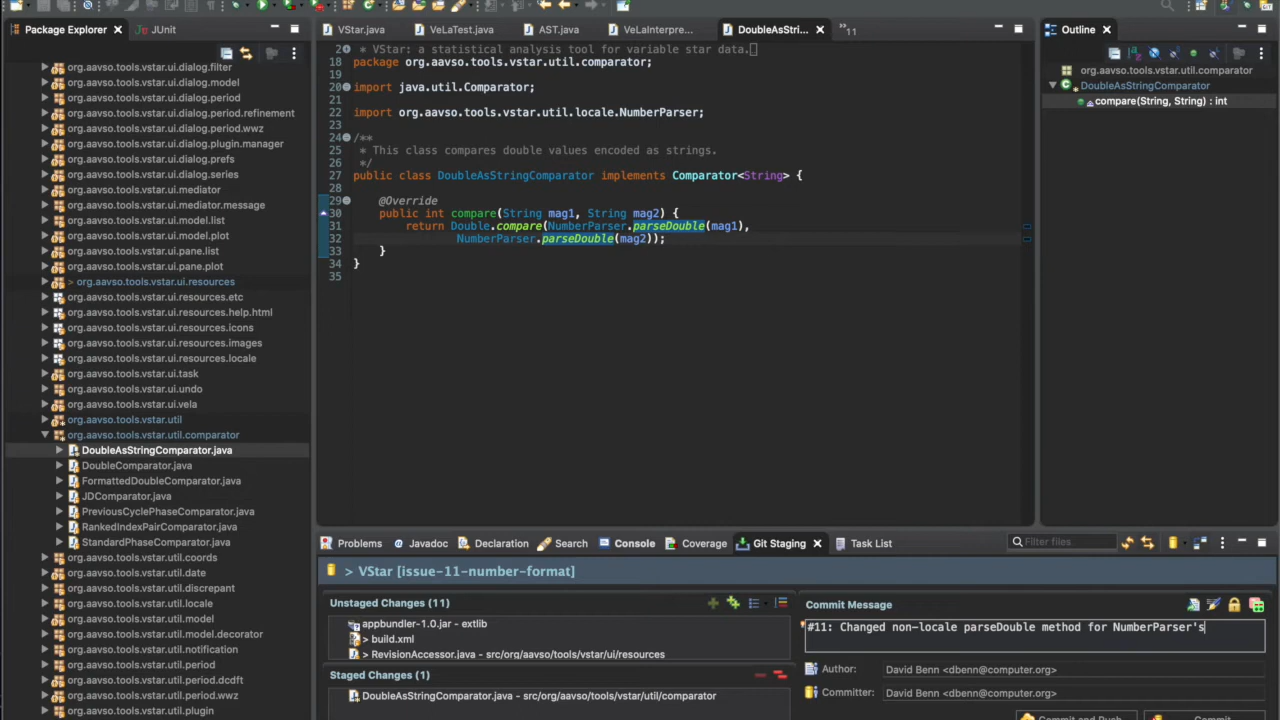 Package Explorer
JUnit
org.aavso.tools.vstar.ui.dialog.filter
org.aavso.tools.vstar.ui.dialog.model
org.aavso.tools.vstar.ui.dialog.period
org.aavso.tools.vstar.ui.dialog.period.refinement
org.aavso.tools.vstar.ui.dialog.period.wwz
org.aavso.tools.vstar.ui.dialog.plugin.manager
org.aavso.tools.vstar.ui.dialog.prefs
org.aavso.tools.vstar.ui.dialog.series
org.aavso.tools.vstar.ui.mediator
org.aavso.tools.vstar.ui.mediator.message
org.aavso.tools.vstar.ui.model.list
org.aavso.tools.vstar.ui.model.plot
org.aavso.tools.vstar.ui.pane.list
org.aavso.tools.vstar.ui.pane.plot
> org.aavso.tools.vstar.ui.resources
org.aavso.tools.vstar.ui.resources.etc
org.aavso.tools.vstar.ui.resources.help.html
org.aavso.tools.vstar.ui.resources.icons
org.aavso.tools.vstar.ui.resources.images
org.aavso.tools.vstar.ui.resources.locale
org.aavso.tools.vstar.ui.task
org.aavso.tools.vstar.ui.undo
org.aavso.tools.vstar.ui.vela
org.aavso.tools.vstar.util
org.aavso.tools.vstar.util.comparator
DoubleAsStringComparator.java
DoubleComparator.java
FormattedDoubleComparator.java
JDComparator.java
PreviousCyclePhaseComparator.java
RankedIndexPairComparator.java
StandardPhaseComparator.java
org.aavso.tools.vstar.util.coords
org.aavso.tools.vstar.util.date
org.aavso.tools.vstar.util.discrepant
org.aavso.tools.vstar.util.locale
org.aavso.tools.vstar.util.model
org.aavso.tools.vstar.util.model.decorator
org.aavso.tools.vstar.util.notification
org.aavso.tools.vstar.util.period
org.aavso.tools.vstar.util.period.dcdft
org.aavso.tools.vstar.util.period.wwz
org.aavso.tools.vstar.util.plugin
VStar.java
VeLaTest.java
AST.java
VeLaInterpre...
DoubleAsStri...
»11
2 * VStar: a statistical analysis tool for variable star data.
18 package org.aavso.tools.vstar.util.comparator;
19
20 import java.util.Comparator;
21
22 import org.aavso.tools.vstar.util.locale.NumberParser;
23
24 /**
25 * This class compares double values encoded as strings.
26 */
27 public class DoubleAsStringComparator implements Comparator<String> {
28
29 @Override
30 public int compare(String mag1, String mag2) {
31 return Double.compare(NumberParser.parseDouble(mag1),
32 NumberParser.parseDouble(mag2));
33 }
34 }
35
Outline
org.aavso.tools.vstar.util.comparator
DoubleAsStringComparator
compare(String, String) : int
Problems
Javadoc
Declaration
Search
Console
Coverage
Git Staging
Task List
Filter files
> VStar [issue-11-number-format]
Unstaged Changes (11)
appbundler-1.0.jar - extlib
> build.xml
> RevisionAccessor.java - src/org/aavso/tools/vstar/ui/resources
Staged Changes (1)
DoubleAsStringComparator.java - src/org/aavso/tools/vstar/util/comparator
Commit Message
#11: Changed non-locale parseDouble method for NumberParser's
Author: David Benn <dbenn@computer.org>
Committer: David Benn <dbenn@computer.org>
Commit and Push
Commit